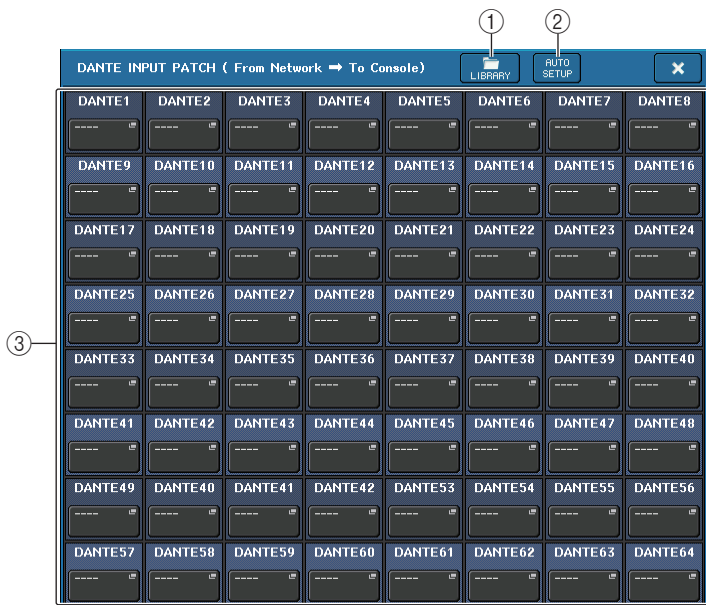 ① ②
DANTE INPUT PATCH ( From Network ➡ To Console) LIBRARY AUTO SETUP ×
DANTE1 DANTE2 DANTE3 DANTE4 DANTE5 DANTE6 DANTE7 DANTE8
---- ---- ---- ---- ---- ---- ---- ----
DANTE9 DANTE10 DANTE11 DANTE12 DANTE13 DANTE14 DANTE15 DANTE16
---- ---- ---- ---- ---- ---- ---- ----
DANTE17 DANTE18 DANTE19 DANTE20 DANTE21 DANTE22 DANTE23 DANTE24
---- ---- ---- ---- ---- ---- ---- ----
DANTE25 DANTE26 DANTE27 DANTE28 DANTE29 DANTE30 DANTE31 DANTE32
③
---- ---- ---- ---- ---- ---- ---- ----
DANTE33 DANTE34 DANTE35 DANTE36 DANTE37 DANTE38 DANTE39 DANTE40
---- ---- ---- ---- ---- ---- ---- ----
DANTE41 DANTE42 DANTE43 DANTE44 DANTE45 DANTE46 DANTE47 DANTE48
---- ---- ---- ---- ---- ---- ---- ----
DANTE49 DANTE40 DANTE41 DANTE42 DANTE53 DANTE54 DANTE55 DANTE56
---- ---- ---- ---- ---- ---- ---- ----
DANTE57 DANTE58 DANTE59 DANTE60 DANTE61 DANTE62 DANTE63 DANTE64
---- ---- ---- ---- ---- ---- ---- ----